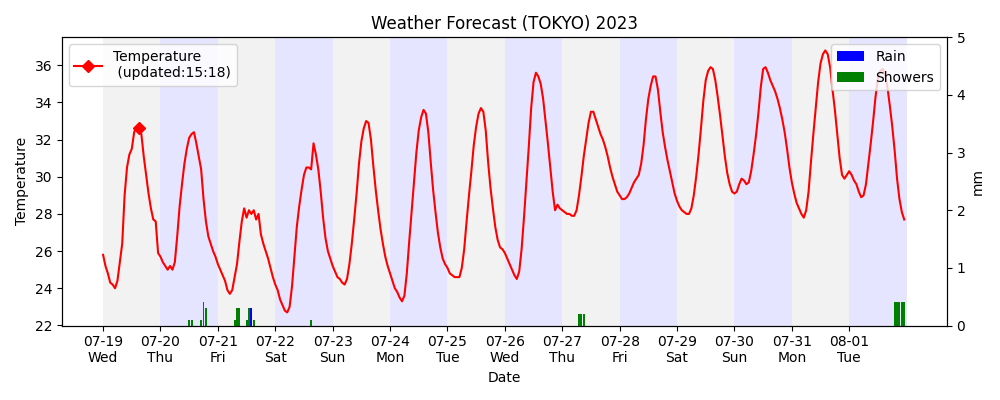 Weather Forecast (TOKYO) 2023
Temperature
(updated:15:18)
Rain
Showers
Temperature
36
34
32
30
28
26
24
22
5
4
3
2
1
0
mm
07-19 07-20 07-21 07-22 07-23 07-24 07-25 07-26 07-27 07-28 07-29 07-30 07-31 08-01
Wed Thu Fri Sat Sun Mon Tue Wed Thu Fri Sat Sun Mon Tue
Date